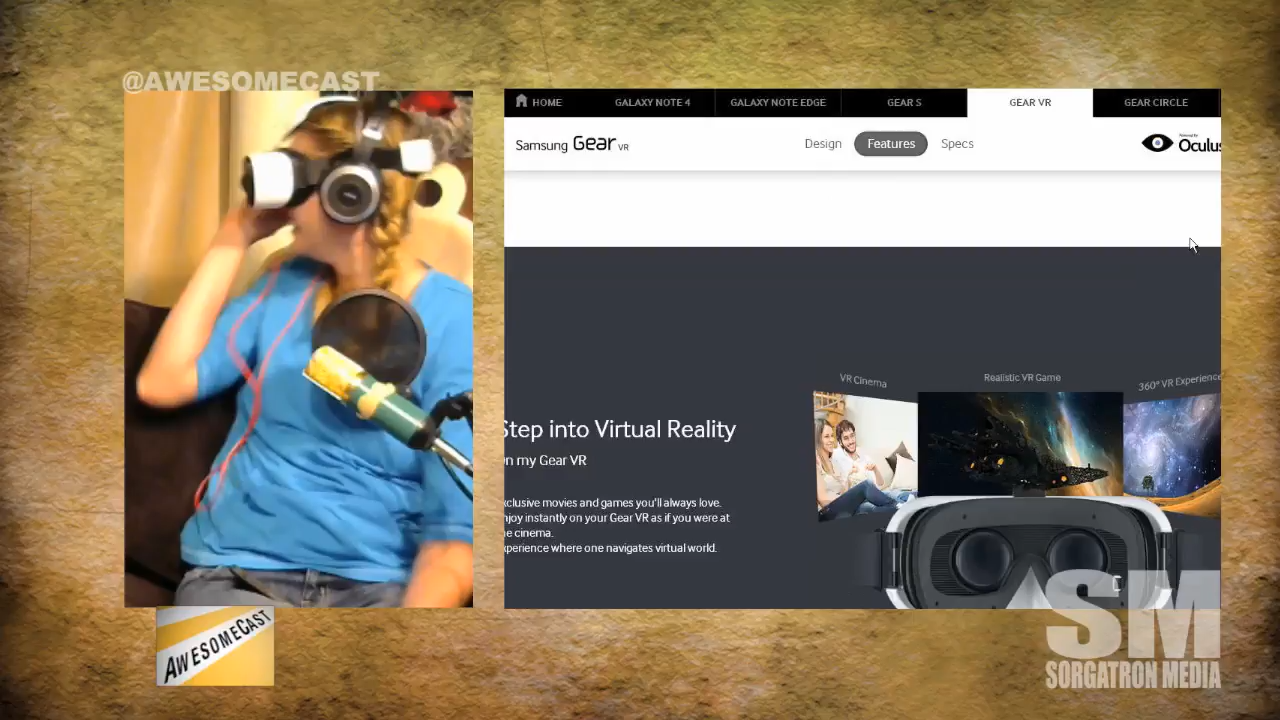 @AWESOMECAST
HOME GALAXY NOTE 4 GALAXY NOTE EDGE GEAR S GEAR VR GEAR CIRCLE
Samsung Gear VR Design Features Specs Oculus
VR Cinema Realistic VR Game 360° VR Experience
Step into Virtual Reality
on my Gear VR
xclusive movies and games you'll always love.
njoy instantly on your Gear VR as if you were at
e cinema.
xperience where one navigates virtual world.
AWESOMECAST
SM
SORGATRON MEDIA